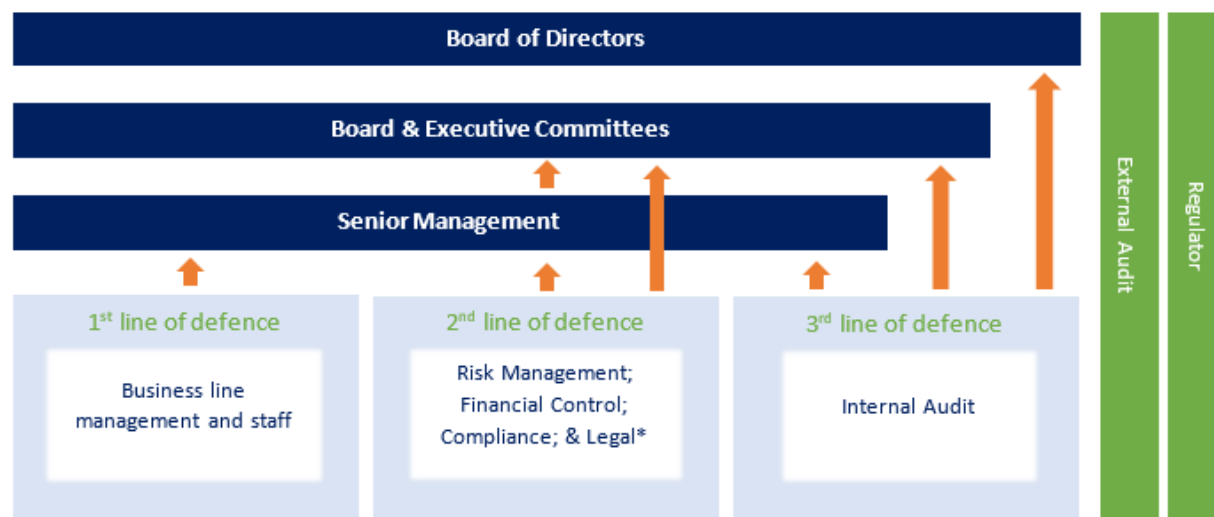 Board of Directors
Board & Executive Committees
Senior Management
1st line of defence
Business line
management and staff
2nd line of defence
Risk Management;
Financial Control;
Compliance; & Legal*
3rd line of defence
Internal Audit
External Audit
Regulator